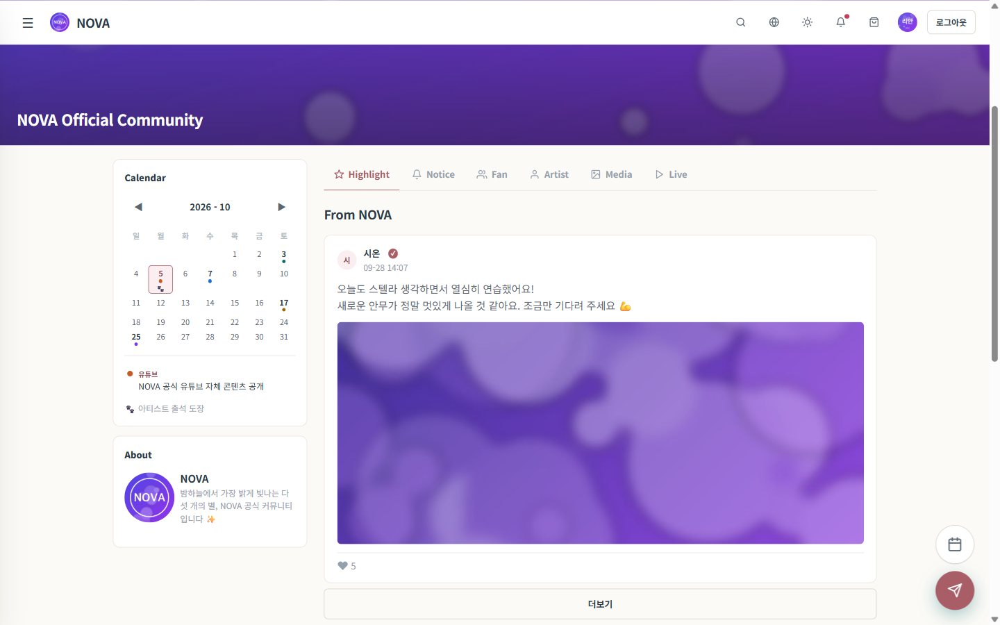 NOVA
NOVA
리안
로그아웃
NOVA Official Community
Calendar
2026 - 10
일 월 화 수 목 금 토
1 2 3
4 5 6 7 8 9 10
11 12 13 14 15 16 17
18 19 20 21 22 23 24
25 26 27 28 29 30 31
유튜브
NOVA 공식 유튜브 자체 콘텐츠 공개
아티스트 출석 도장
About
NOVA
NOVA
밤하늘에서 가장 밝게 빛나는 다
섯 개의 별, NOVA 공식 커뮤니티
입니다 ✨
Highlight Notice Fan Artist Media Live
From NOVA
시
시온
09-28 14:07
오늘도 스텔라 생각하면서 열심히 연습했어요!
새로운 안무가 정말 멋있게 나올 것 같아요. 조금만 기다려 주세요 💪
5
더보기